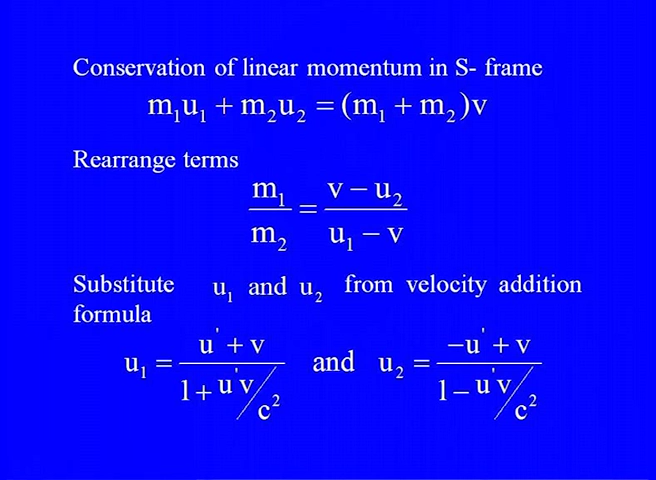 Conservation of linear momentum in S- frame
m₁u₁ + m₂u₂ = (m₁ + m₂)v
Rearrange terms
m₁/m₂ = (v − u₂)/(u₁ − v)
Substitute u₁ and u₂ from velocity addition
formula
u₁ = (u' + v)/(1 + u'v/c²) and u₂ = (−u' + v)/(1 − u'v/c²)